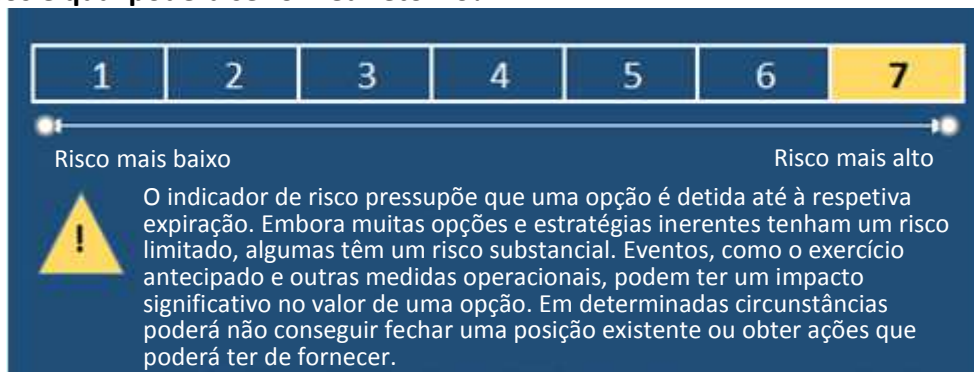 1 2 3 4 5 6 7
Risco mais baixo Risco mais alto
!
O indicador de risco pressupõe que uma opção é detida até à respetiva
expiração. Embora muitas opções e estratégias inerentes tenham um risco
limitado, algumas têm um risco substancial. Eventos, como o exercício
antecipado e outras medidas operacionais, podem ter um impacto
significativo no valor de uma opção. Em determinadas circunstâncias
poderá não conseguir fechar uma posição existente ou obter ações que
poderá ter de fornecer.